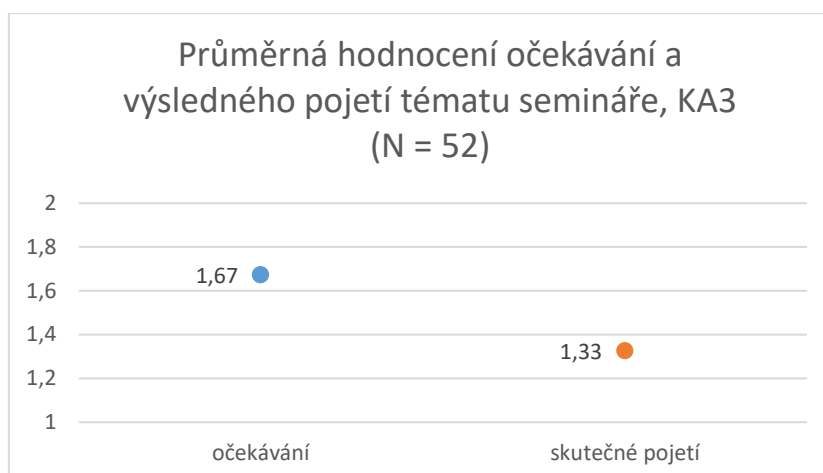 Průměrná hodnocení očekávání a
výsledného pojetí tématu semináře, KA3
(N = 52)
2
1,8
1,6
1,4
1,2
1
1,67
1,33
očekávání
skutečné pojetí